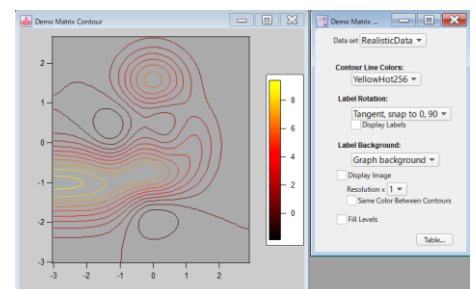 Demo Matrix Contour
2
1
0
-1
-2
-3
-3
-2
-1
0
1
2
8
6
4
2
0
Demo Matrix ...
Data set RealisticData
Contour Line Colors:
YellowHot256
Label Rotation:
Tangent, snap to 0, 90
Display Labels
Label Background:
Graph background
Display Image
Resolution x 1
Same Color Between Contours
Fill Levels
Table...